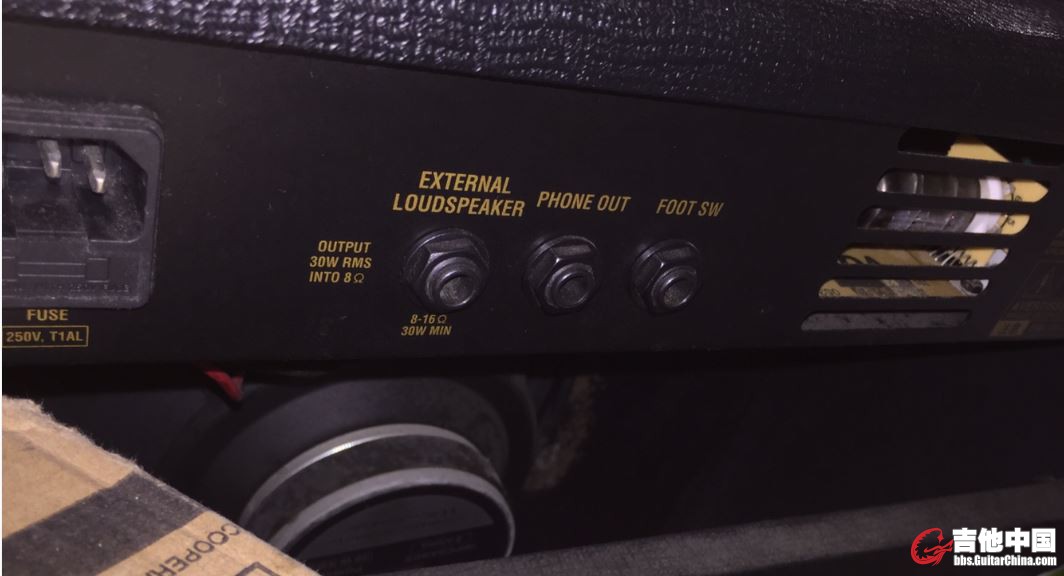 EXTERNAL
LOUDSPEAKER
PHONE OUT
FOOT SW
OUTPUT
30W RMS
INTO 8Ω
8-16Ω
30W MIN
FUSE
250V, T1AL
COOPER
吉他中国
bbs.GuitarChina.com